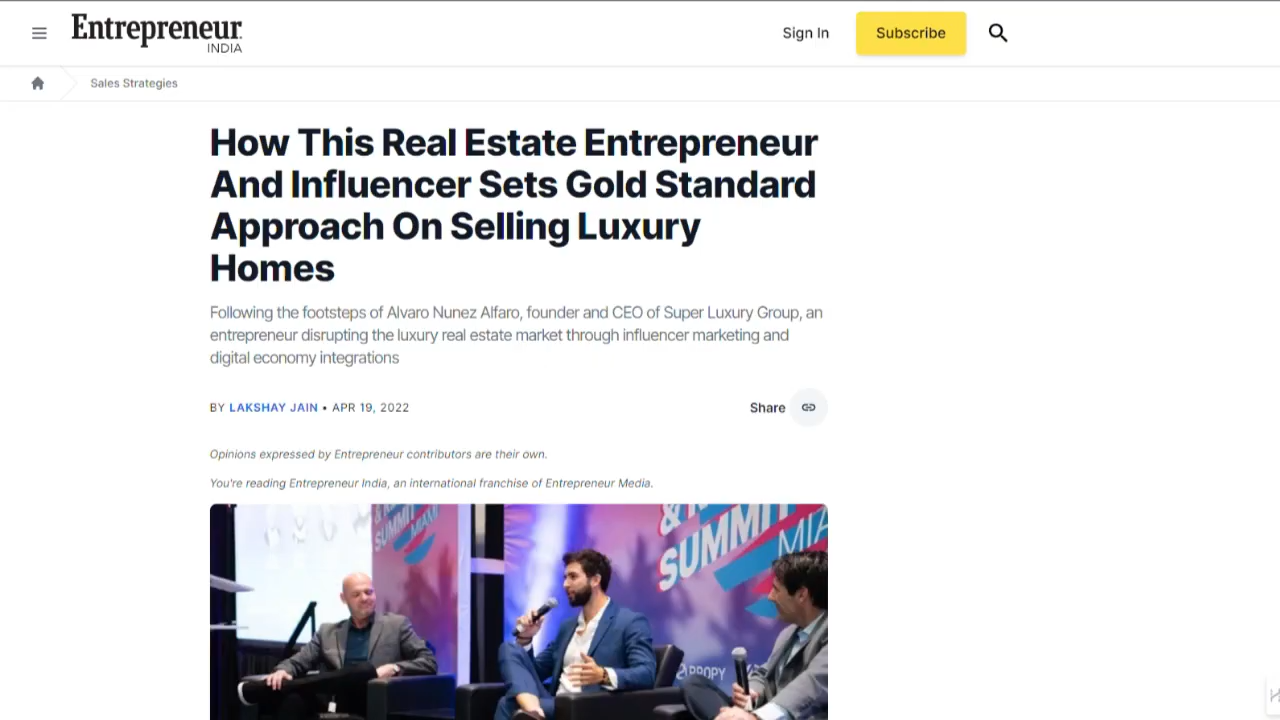 Entrepreneur
INDIA
Sign In
Subscribe
Sales Strategies
How This Real Estate Entrepreneur
And Influencer Sets Gold Standard
Approach On Selling Luxury
Homes
Following the footsteps of Alvaro Nunez Alfaro, founder and CEO of Super Luxury Group, an
entrepreneur disrupting the luxury real estate market through influencer marketing and
digital economy integrations
BY LAKSHAY JAIN • APR 19, 2022
Share
Opinions expressed by Entrepreneur contributors are their own.
You're reading Entrepreneur India, an international franchise of Entrepreneur Media.
SUMMIT
MIAMI
SUMMIT
PROPY